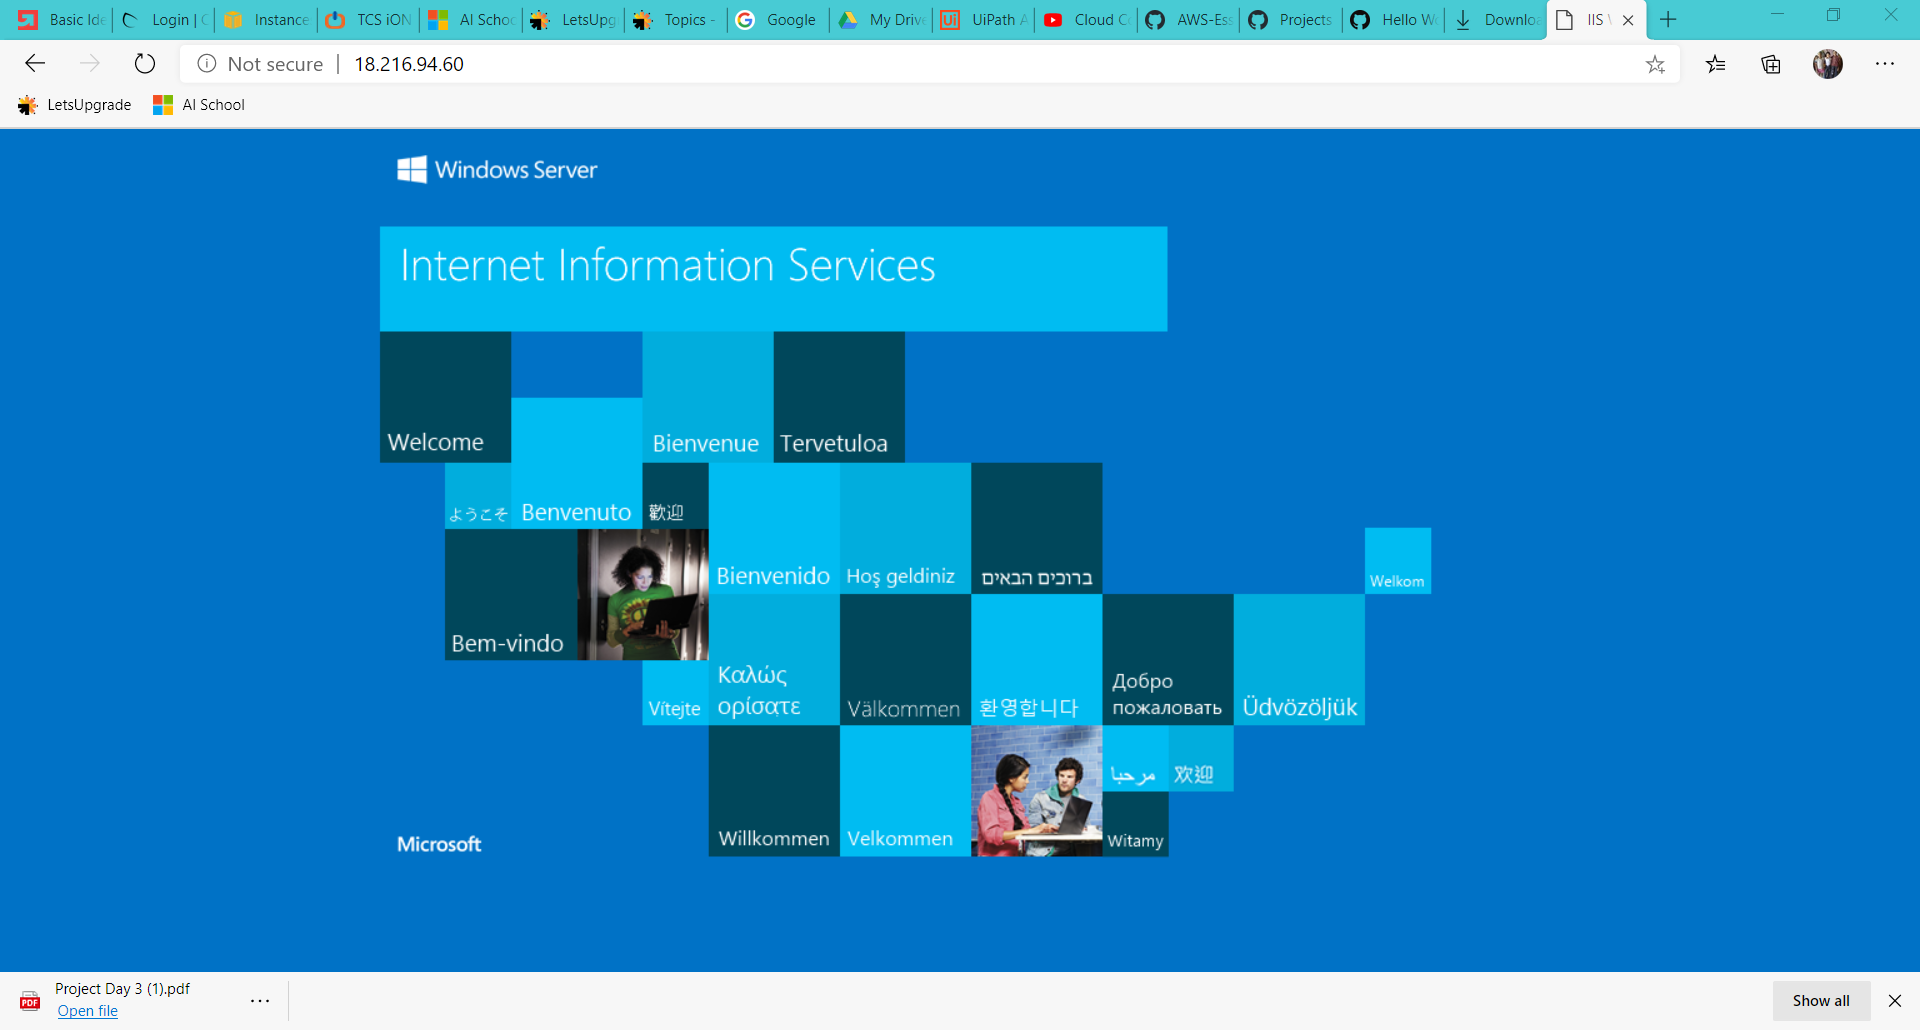 Basic Ide
Login | C
Instance
TCS iON
AI Schoo
LetsUpg
Topics -
Google
My Drive
UiPath A
Cloud Co
AWS-Ess
Projects
Hello Wo
Downloa
IIS
Not secure | 18.216.94.60
LetsUpgrade
AI School
Windows Server
Internet Information Services
Welcome
Bienvenue
Tervetuloa
ようこそ
Benvenuto
歡迎
Bienvenido
Hoş geldiniz
ברוכים הבאים
Welkom
Bem-vindo
Vítejte
Καλώς
ορίσατε
Välkommen
환영합니다
Добро
пожаловать
Üdvözöljük
مرحبا
欢迎
Willkommen
Velkommen
Witamy
Microsoft
PDF
Project Day 3 (1).pdf
Open file
Show all